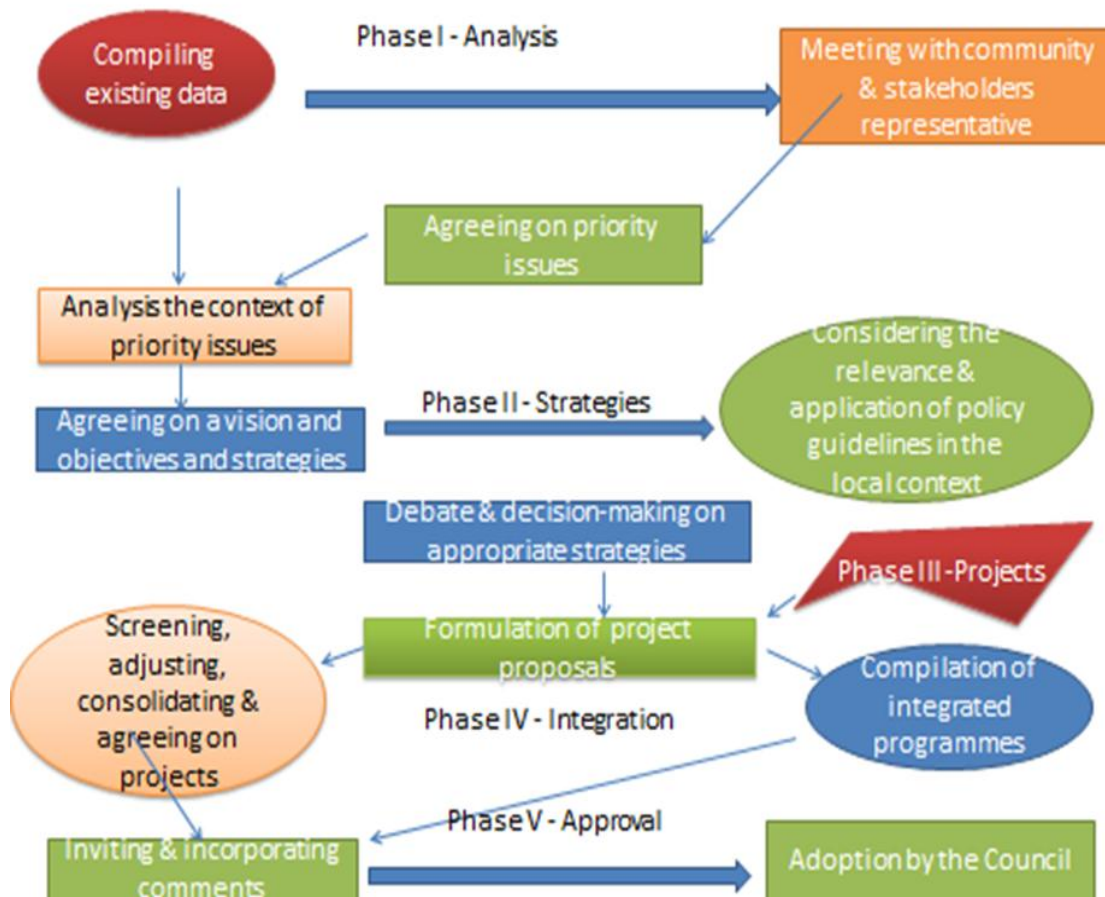 Compiling
existing data
Phase I - Analysis
Meeting with community
& stakeholders
representative
Agreeing on priority
issues
Analysis the context of
priority issues
Agreeing on a vision and
objectives and strategies
Phase II - Strategies
Considering the
relevance &
application of policy
guidelines in the
local context
Debate & decision-making on
appropriate strategies
Phase III -Projects
Formulation of project
proposals
Screening,
adjusting,
consolidating &
agreeing on
projects
Phase IV - Integration
Compilation of
integrated
programmes
Phase V - Approval
Inviting & incorporating
comments
Adoption by the Council